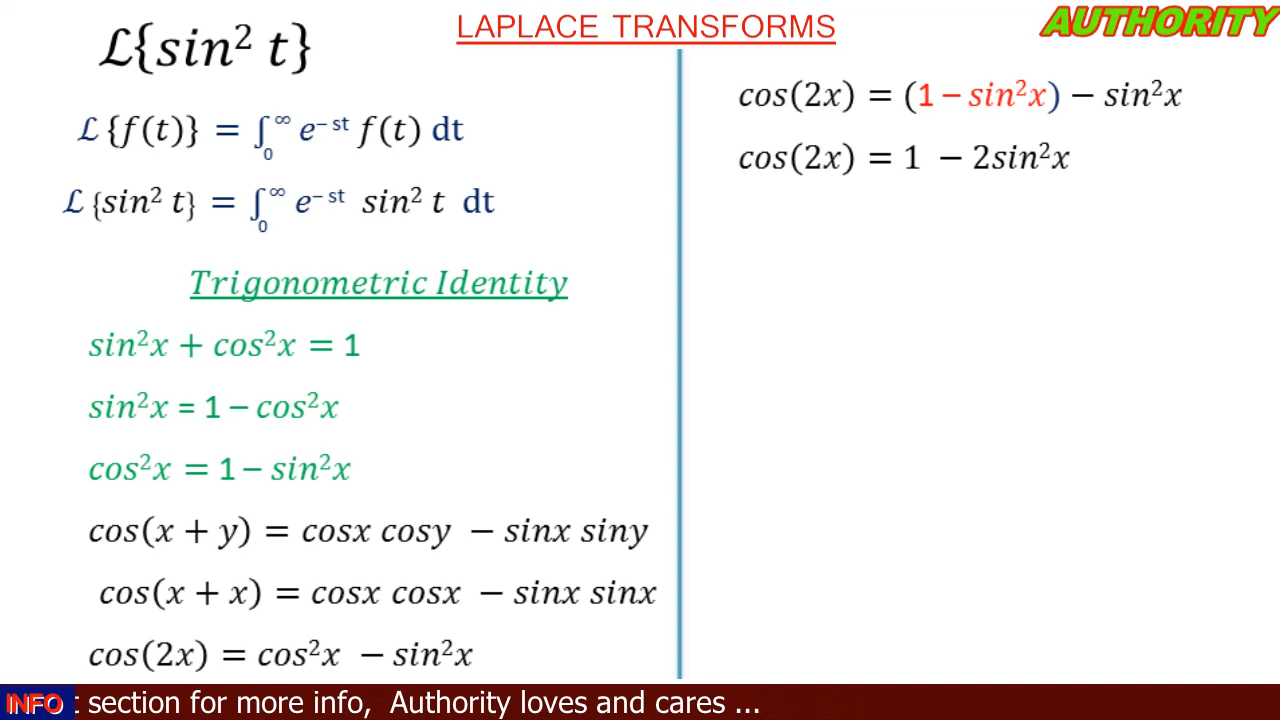 LAPLACE TRANSFORMS
AUTHORITY
ℒ{sin² t}
ℒ {f(t)} = ∫₀^∞ e⁻ ˢᵗ f(t) dt
ℒ {sin² t} = ∫₀^∞ e⁻ ˢᵗ sin² t dt
Trigonometric Identity
sin²x + cos²x = 1
sin²x = 1 − cos²x
cos²x = 1 − sin²x
cos(x + y) = cosx cosy − sinx siny
cos(x + x) = cosx cosx − sinx sinx
cos(2x) = cos²x − sin²x
cos(2x) = (1 − sin²x) − sin²x
cos(2x) = 1 − 2sin²x
INFO t section for more info, Authority loves and cares ...